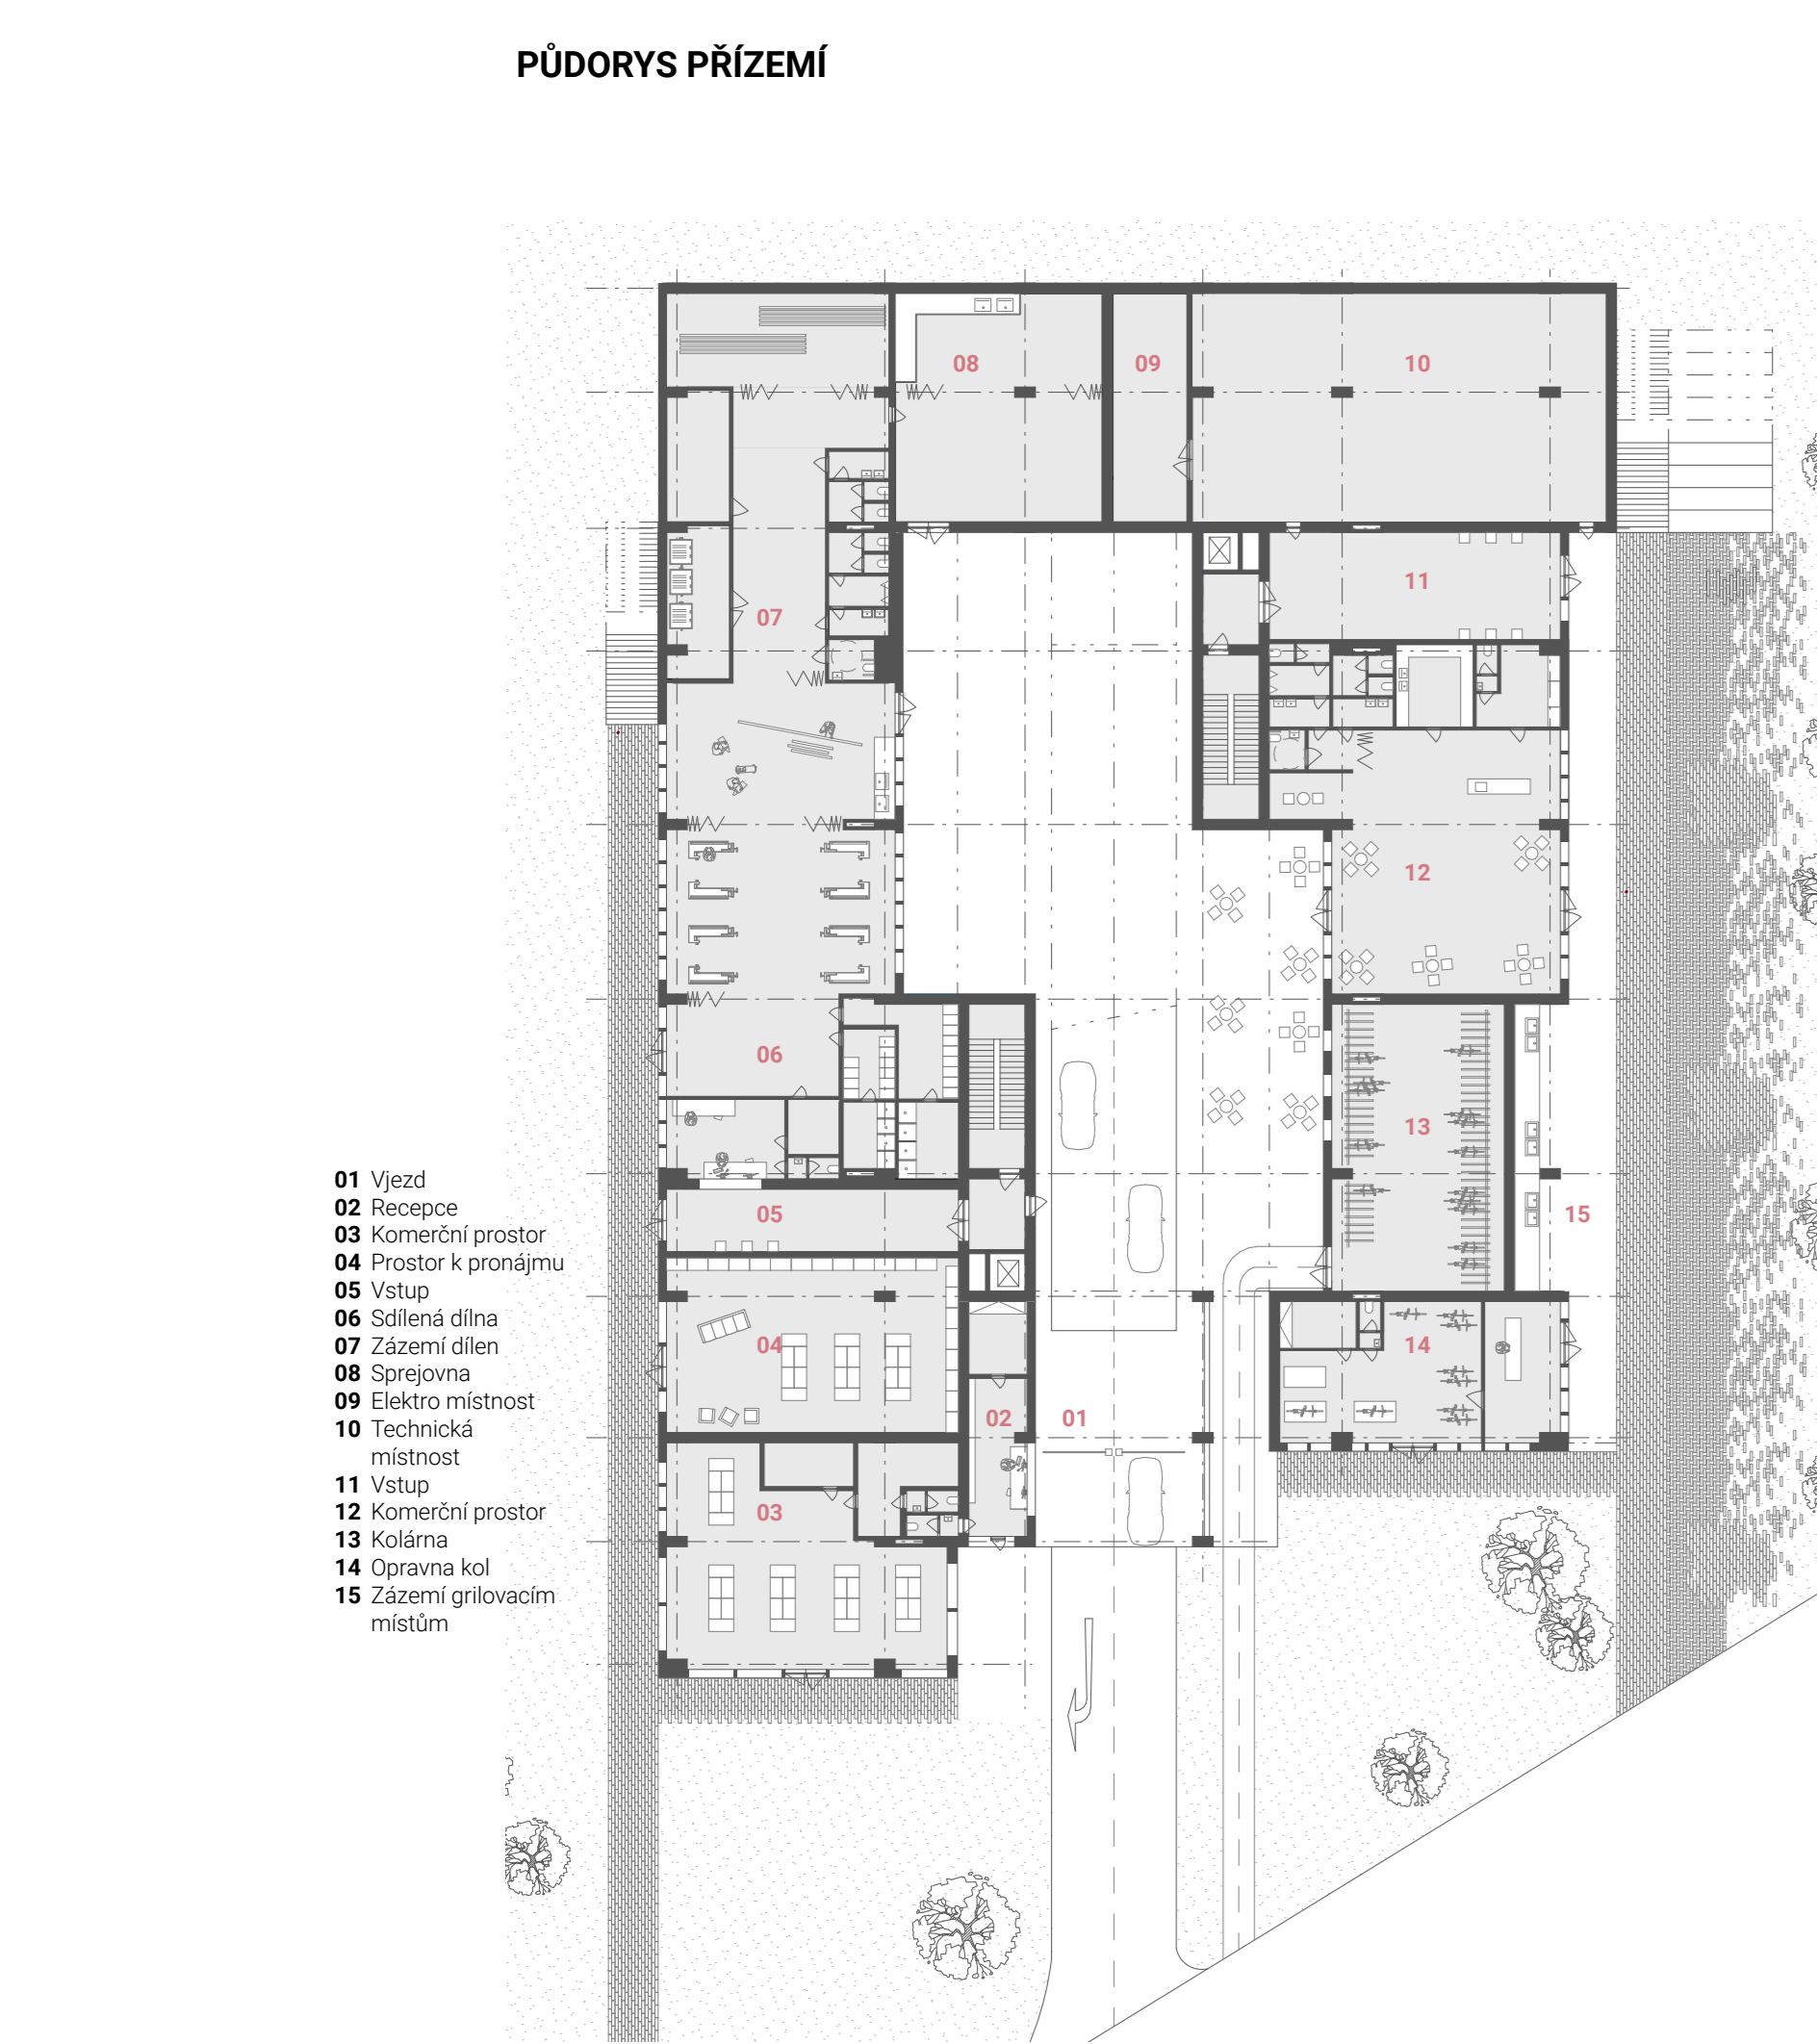 PŮDORYS PŘÍZEMÍ
08
09
10
11
07
12
06
13
05
15
04
14
02
01
03
01 Vjezd
02 Recepce
03 Komerční prostor
04 Prostor k pronájmu
05 Vstup
06 Sdílená dílna
07 Zázemí dílen
08 Sprejovna
09 Elektro místnost
10 Technická
místnost
11 Vstup
12 Komerční prostor
13 Kolárna
14 Opravna kol
15 Zázemí grilovacím
místům